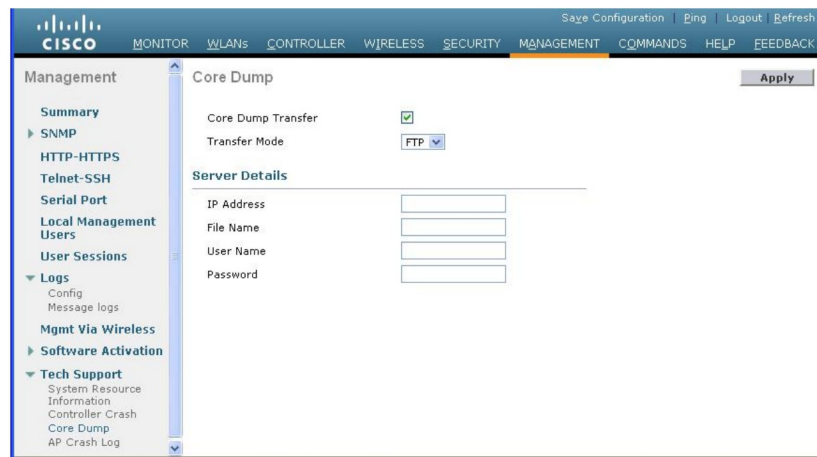 Save Configuration | Ping | Logout | Refresh
CISCO MONITOR WLANs CONTROLLER WIRELESS SECURITY MANAGEMENT COMMANDS HELP FEEDBACK
Management
Summary
SNMP
HTTP-HTTPS
Telnet-SSH
Serial Port
Local Management
Users
User Sessions
Logs
Config
Message logs
Mgmt Via Wireless
Software Activation
Tech Support
System Resource
Information
Controller Crash
Core Dump
AP Crash Log
Core Dump
Apply
Core Dump Transfer
Transfer Mode FTP
Server Details
IP Address
File Name
User Name
Password